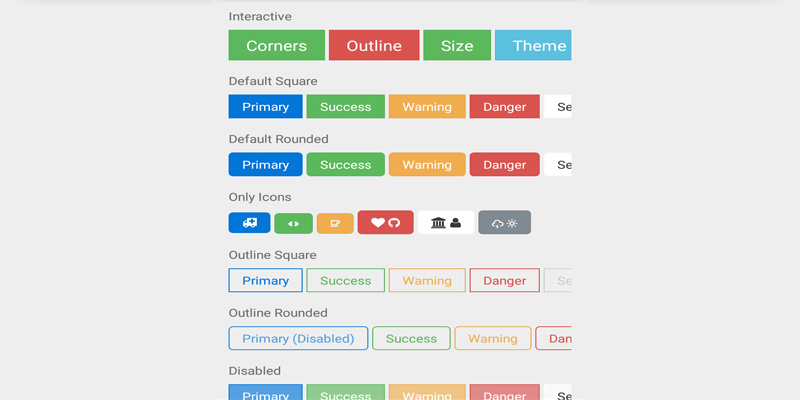 Interactive
Corners Outline Size Theme
Default Square
Primary Success Warning Danger Se
Default Rounded
Primary Success Warning Danger Se
Only Icons
Outline Square
Primary Success Warning Danger Se
Outline Rounded
Primary (Disabled) Success Warning Dan
Disabled
Primary Success Warning Danger Se